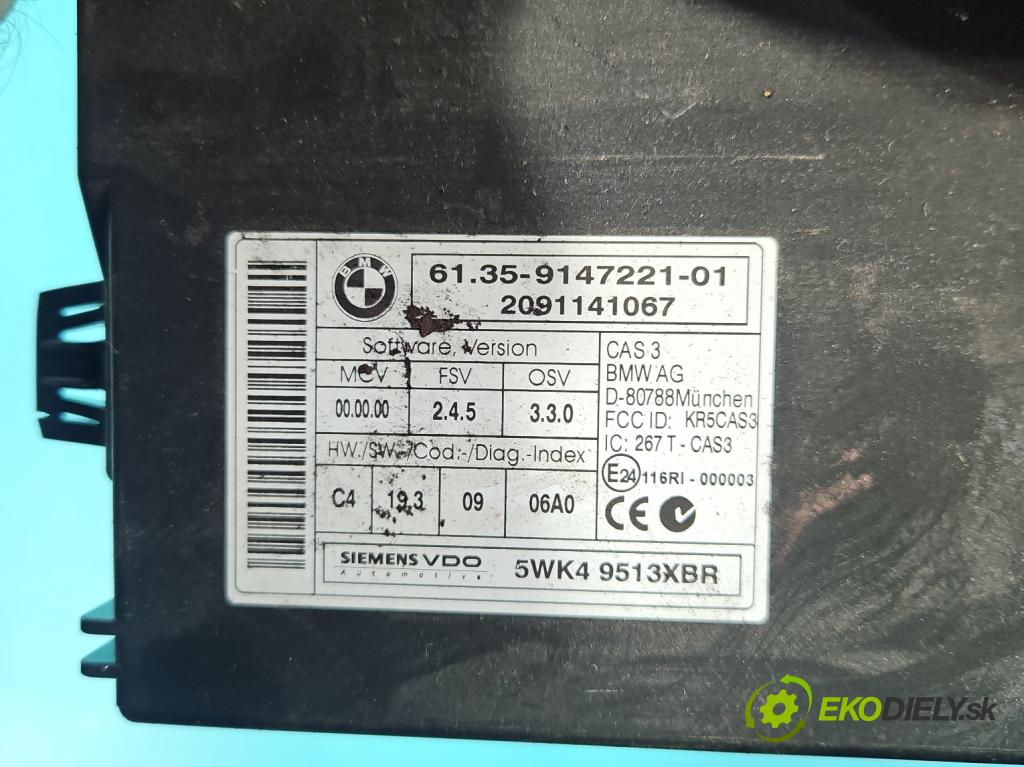 BMW
61.35-9147221-01
2091141067
Software, Version
MCV FSV OSV
00.00.00 2.4.5 3.3.0
HW./SW.-/Cod:-/Diag.-Index
C4 19.3 09 06A0
CAS 3
BMW AG
D-80788München
FCC ID: KR5CAS3
IC: 267 T - CAS3
E24 116RI - 000003
CE
SIEMENS VDO
Automotive
5WK4 9513XBR
EKODIELY.sk